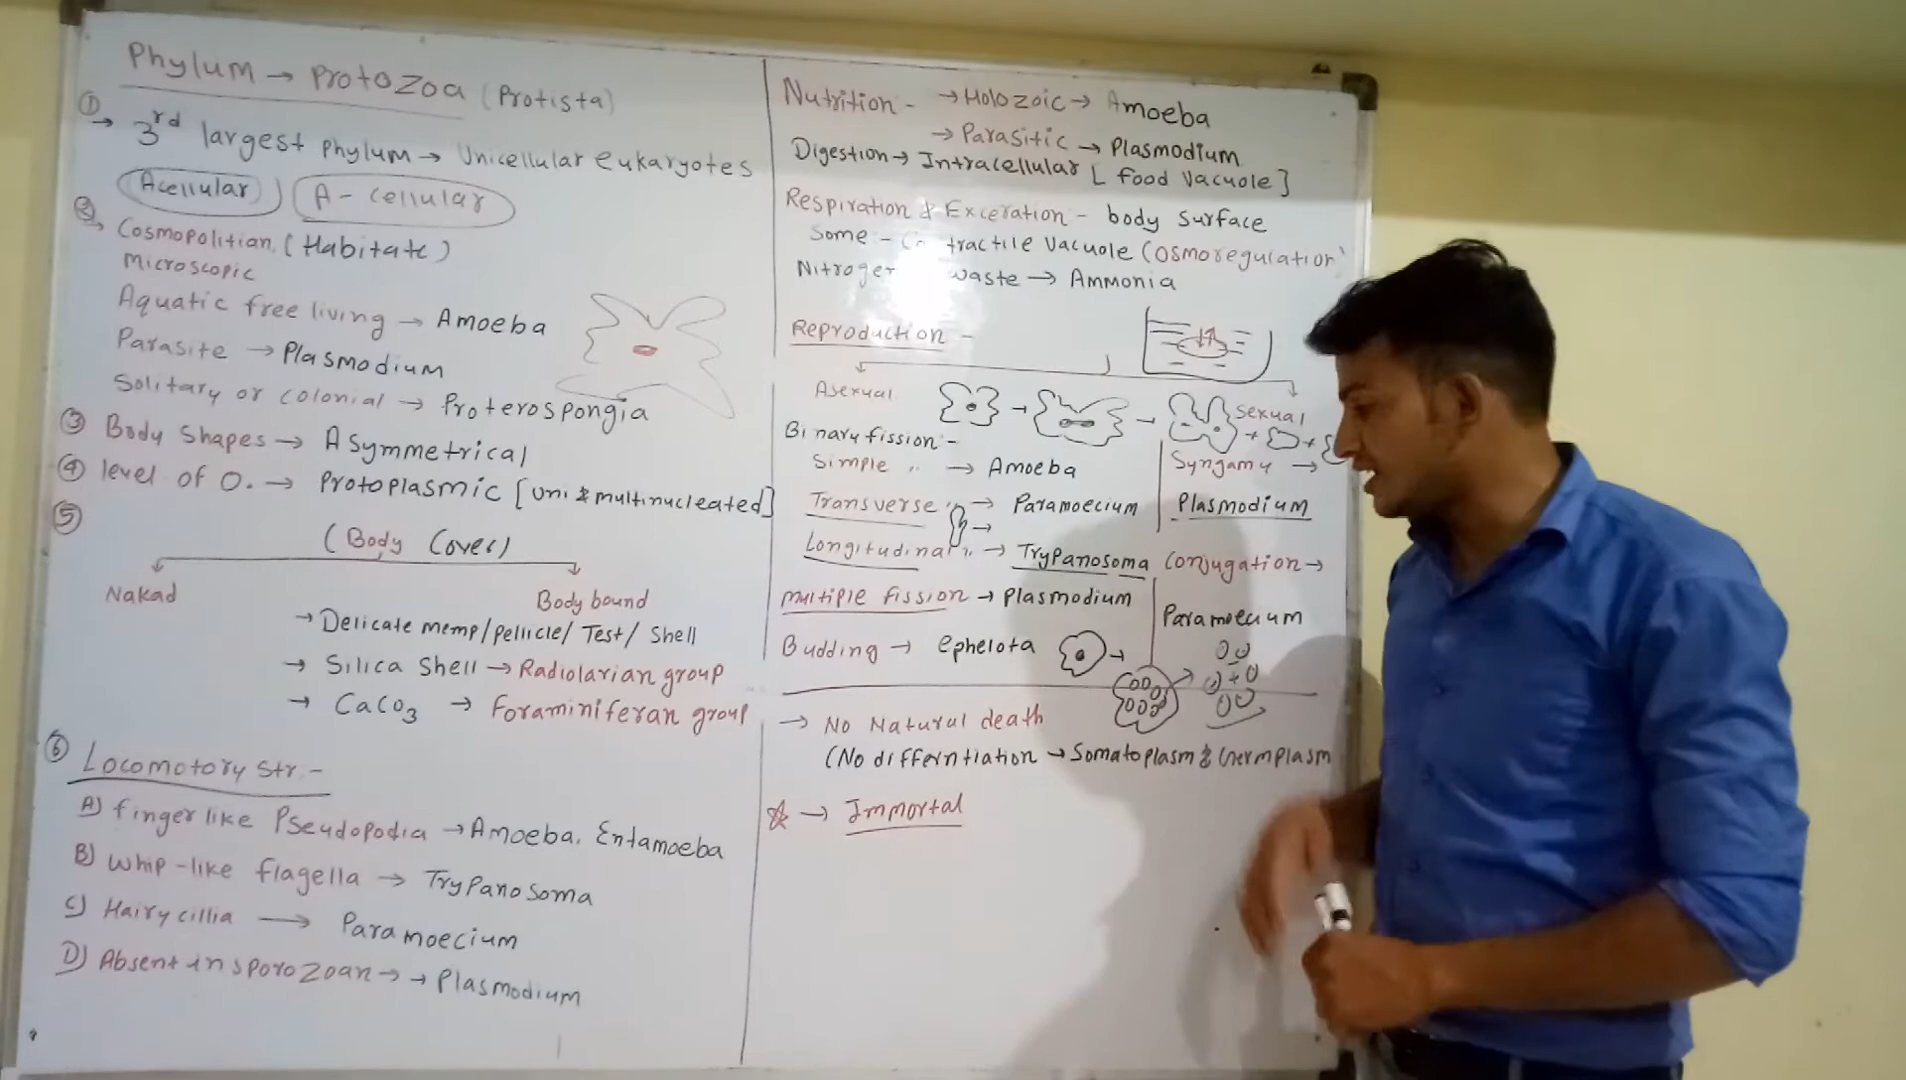 Phylum → Protozoa (Protista)
① → 3rd largest Phylum → Unicellular eukaryotes
Acellular) (A - cellular
② Cosmopolitian. (Habitate)
Microscopic
Aquatic free living → Amoeba
Parasite → Plasmodium
Solitary or colonial → Proterospongia
③ Body Shapes → Asymmetrical
④ level of O. → Protoplasmic [Uni & multinucleated]
⑤
(Body Cover)
Nakad
Body bound
→ Delicate memp/pellicle/ Test/ Shell
→ Silica Shell → Radiolarian group
→ CaCo3 → Foraminiferan group
⑥ Locomotory Str:-
A) finger like Pseudopodia → Amoeba, Entamoeba
B) Whip-like flagella → Trypanosoma
C) Hairy cillia → Paramoecium
D) Absent in sporozoan → → Plasmodium
Nutrition - → Holozoic → Amoeba
→ Parasitic → Plasmodium
Digestion → Intracellular [ food Vacuole ]
Respiration & Exceration - body surface
Some - tractile Vacuole (Osmoregulation)
waste → Ammonia
Reproduction -
Asexual
Sexual
Binary fission -
Simple " → Amoeba
Transverse " → Paramoecium
→
Longitudinal " → Trypanosoma
Multiple fission → Plasmodium
Budding → ephelota
Syngamy →
Plasmodium
Conjugation →
Paramoecium
→ No Natural death
(No differntiation → Somatoplasm & Germplasm
☆ → Immortal